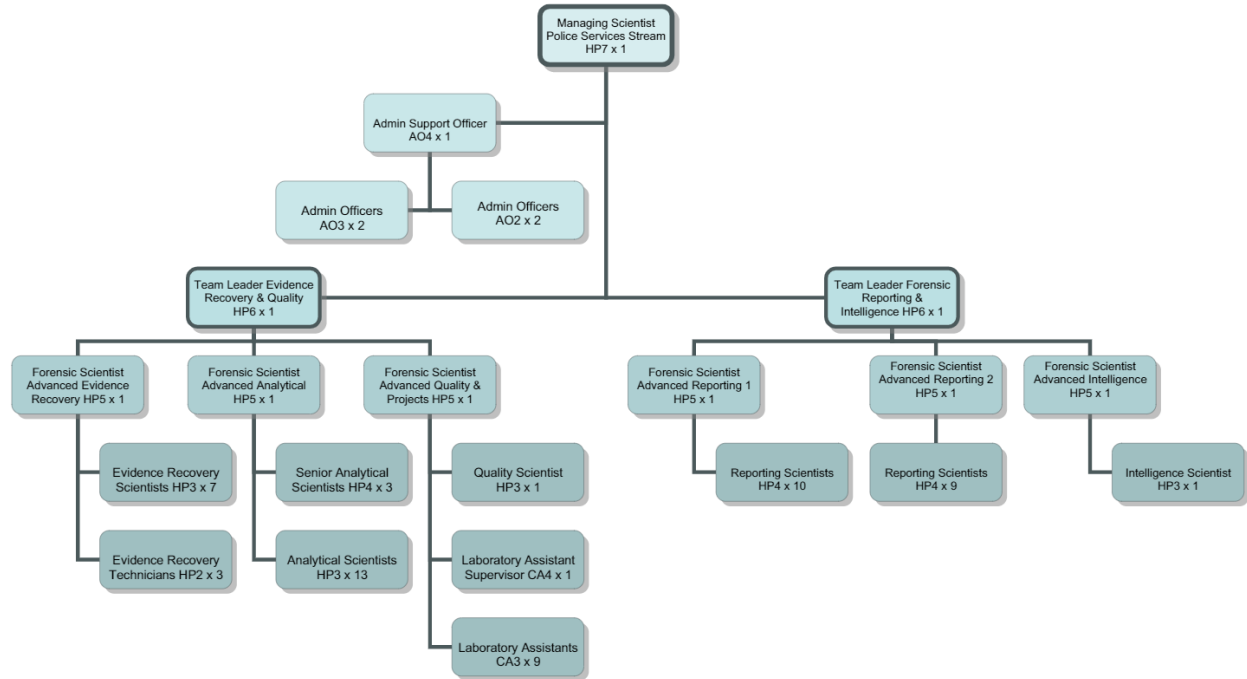 Managing Scientist
Police Services Stream
HP7 x 1
Admin Support Officer
AO4 x 1
Admin Officers
AO3 x 2
Admin Officers
AO2 x 2
Team Leader Evidence
Recovery & Quality
HP6 x 1
Team Leader Forensic
Reporting &
Intelligence HP6 x 1
Forensic Scientist
Advanced Evidence
Recovery HP5 x 1
Forensic Scientist
Advanced Analytical
HP5 x 1
Forensic Scientist
Advanced Quality &
Projects HP5 x 1
Forensic Scientist
Advanced Reporting 1
HP5 x 1
Forensic Scientist
Advanced Reporting 2
HP5 x 1
Forensic Scientist
Advanced Intelligence
HP5 x 1
Evidence Recovery
Scientists HP3 x 7
Senior Analytical
Scientists HP4 x 3
Quality Scientist
HP3 x 1
Reporting Scientists
HP4 x 10
Reporting Scientists
HP4 x 9
Intelligence Scientist
HP3 x 1
Evidence Recovery
Technicians HP2 x 3
Analytical Scientists
HP3 x 13
Laboratory Assistant
Supervisor CA4 x 1
Laboratory Assistants
CA3 x 9